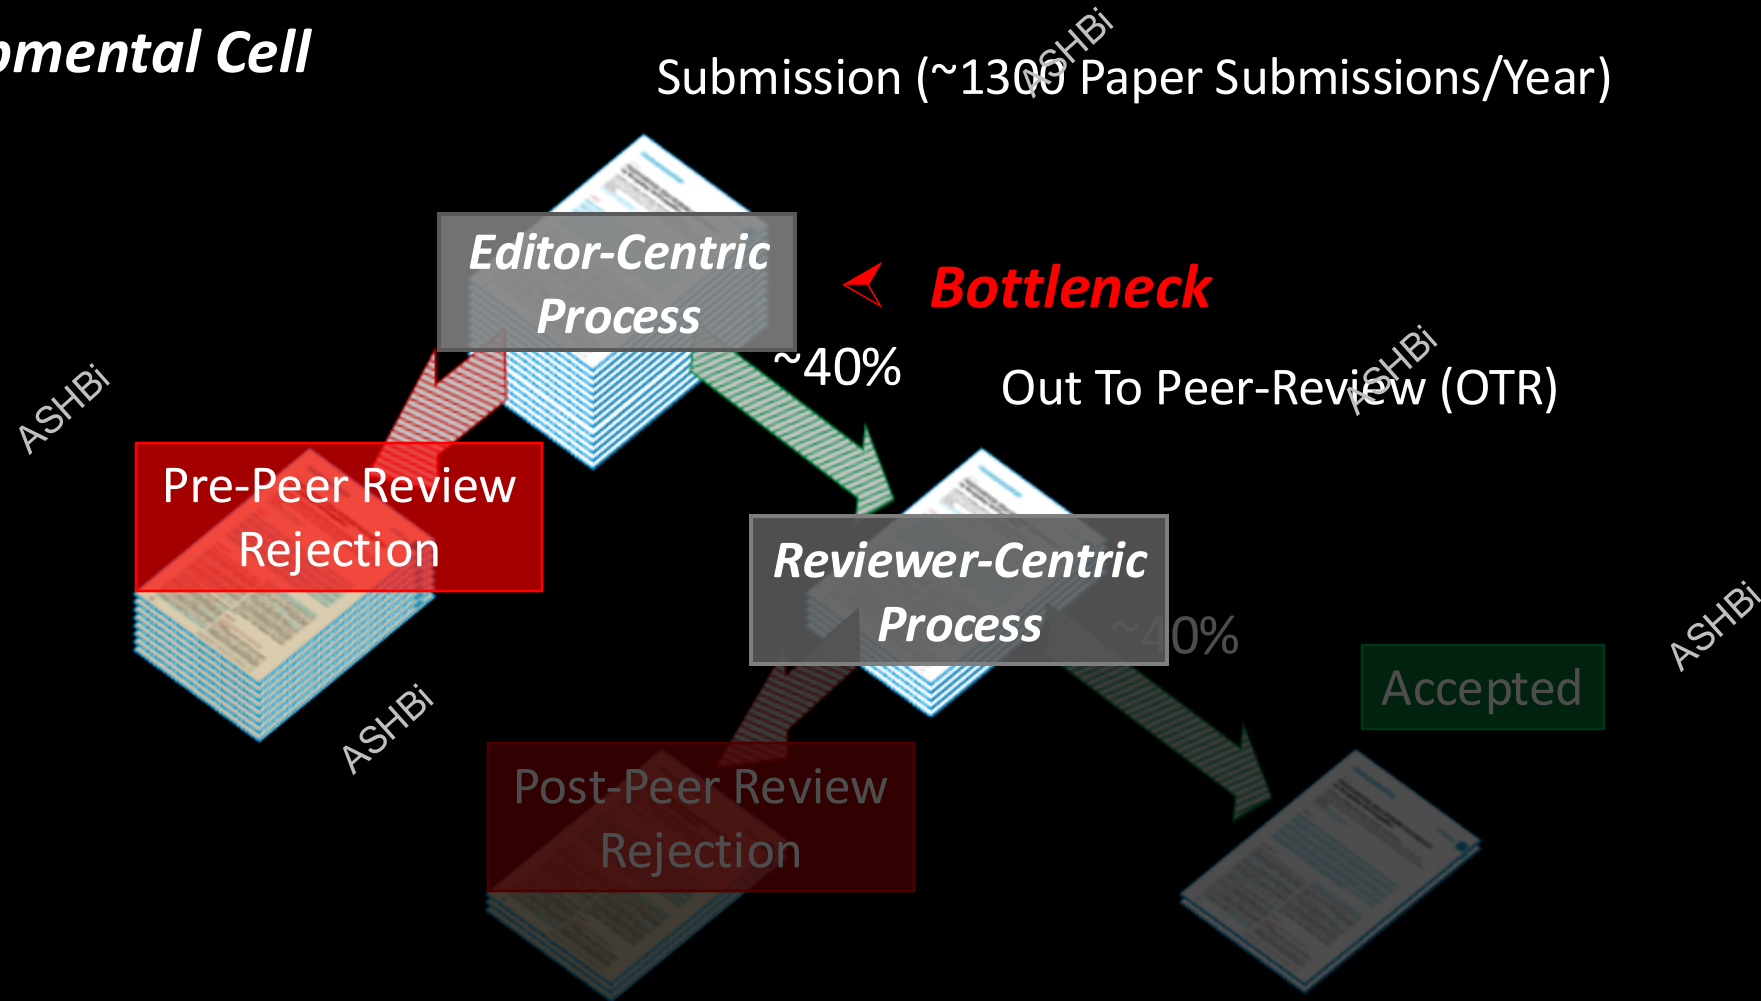 pmental Cell
Submission (~1300 Paper Submissions/Year)
ASHBi
Editor-Centric
Process
Bottleneck
~40%
Out To Peer-Review (OTR)
ASHBi
ASHBi
Pre-Peer Review
Rejection
Reviewer-Centric
Process
~40%
ASHBi
Accepted
ASHBi
Post-Peer Review
Rejection